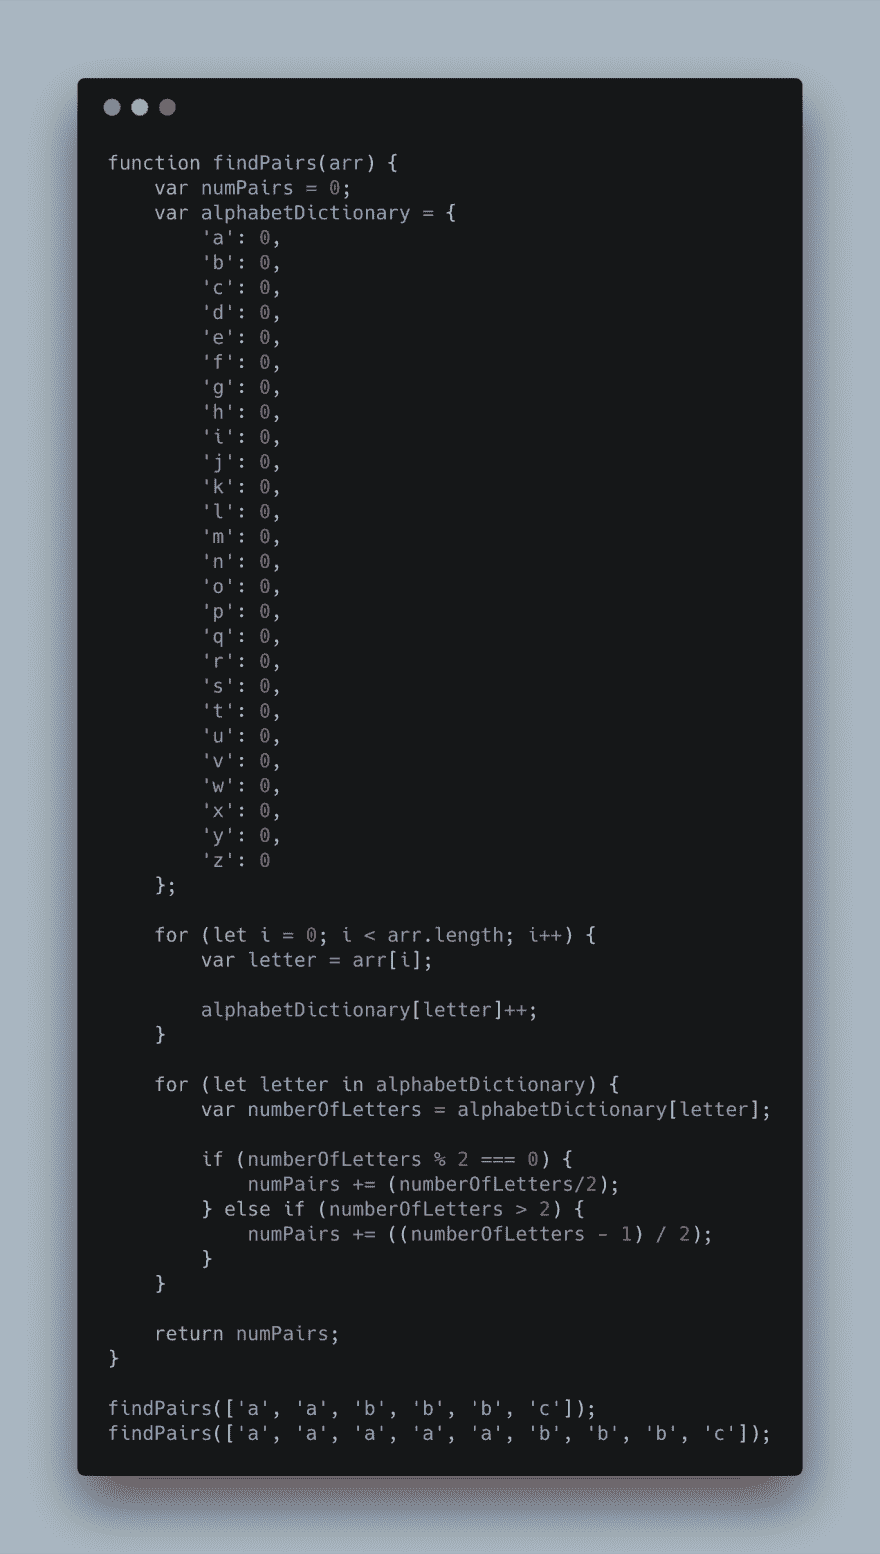 function findPairs(arr) {
    var numPairs = 0;
    var alphabetDictionary = {
        'a': 0,
        'b': 0,
        'c': 0,
        'd': 0,
        'e': 0,
        'f': 0,
        'g': 0,
        'h': 0,
        'i': 0,
        'j': 0,
        'k': 0,
        'l': 0,
        'm': 0,
        'n': 0,
        'o': 0,
        'p': 0,
        'q': 0,
        'r': 0,
        's': 0,
        't': 0,
        'u': 0,
        'v': 0,
        'w': 0,
        'x': 0,
        'y': 0,
        'z': 0
    };

    for (let i = 0; i < arr.length; i++) {
        var letter = arr[i];

        alphabetDictionary[letter]++;
    }

    for (let letter in alphabetDictionary) {
        var numberOfLetters = alphabetDictionary[letter];

        if (numberOfLetters % 2 === 0) {
            numPairs += (numberOfLetters/2);
        } else if (numberOfLetters > 2) {
            numPairs += ((numberOfLetters - 1) / 2);
        }
    }

    return numPairs;
}

findPairs(['a', 'a', 'b', 'b', 'b', 'c']);
findPairs(['a', 'a', 'a', 'a', 'a', 'b', 'b', 'b', 'c']);